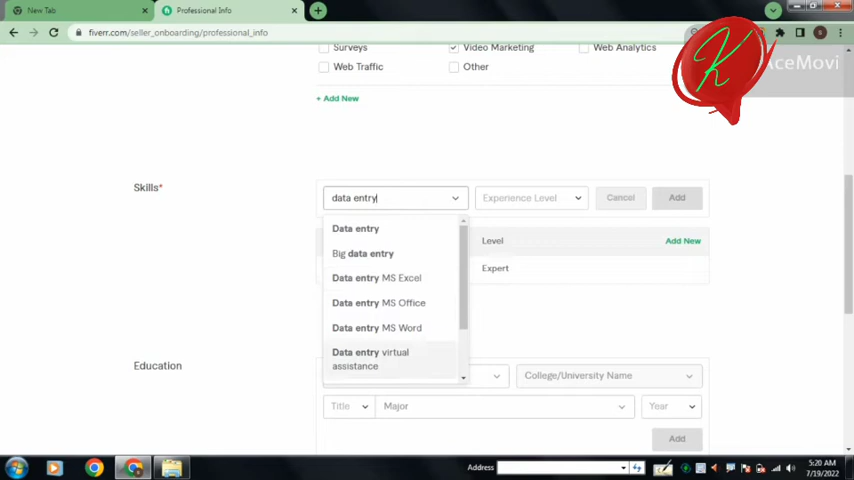 New Tab
Professional Info
fiverr.com/seller_onboarding/professional_info
K
AceMovi
Surveys
Video Marketing
Web Analytics
Web Traffic
Other
+ Add New
Skills*
data entry
Experience Level
Cancel
Add
Data entry
Level
Add New
Big data entry
Expert
Data entry MS Excel
Data entry MS Office
Data entry MS Word
Data entry virtual
assistance
Education
College/University Name
Title
Major
Year
Add
Address
5:20 AM
7/19/2022